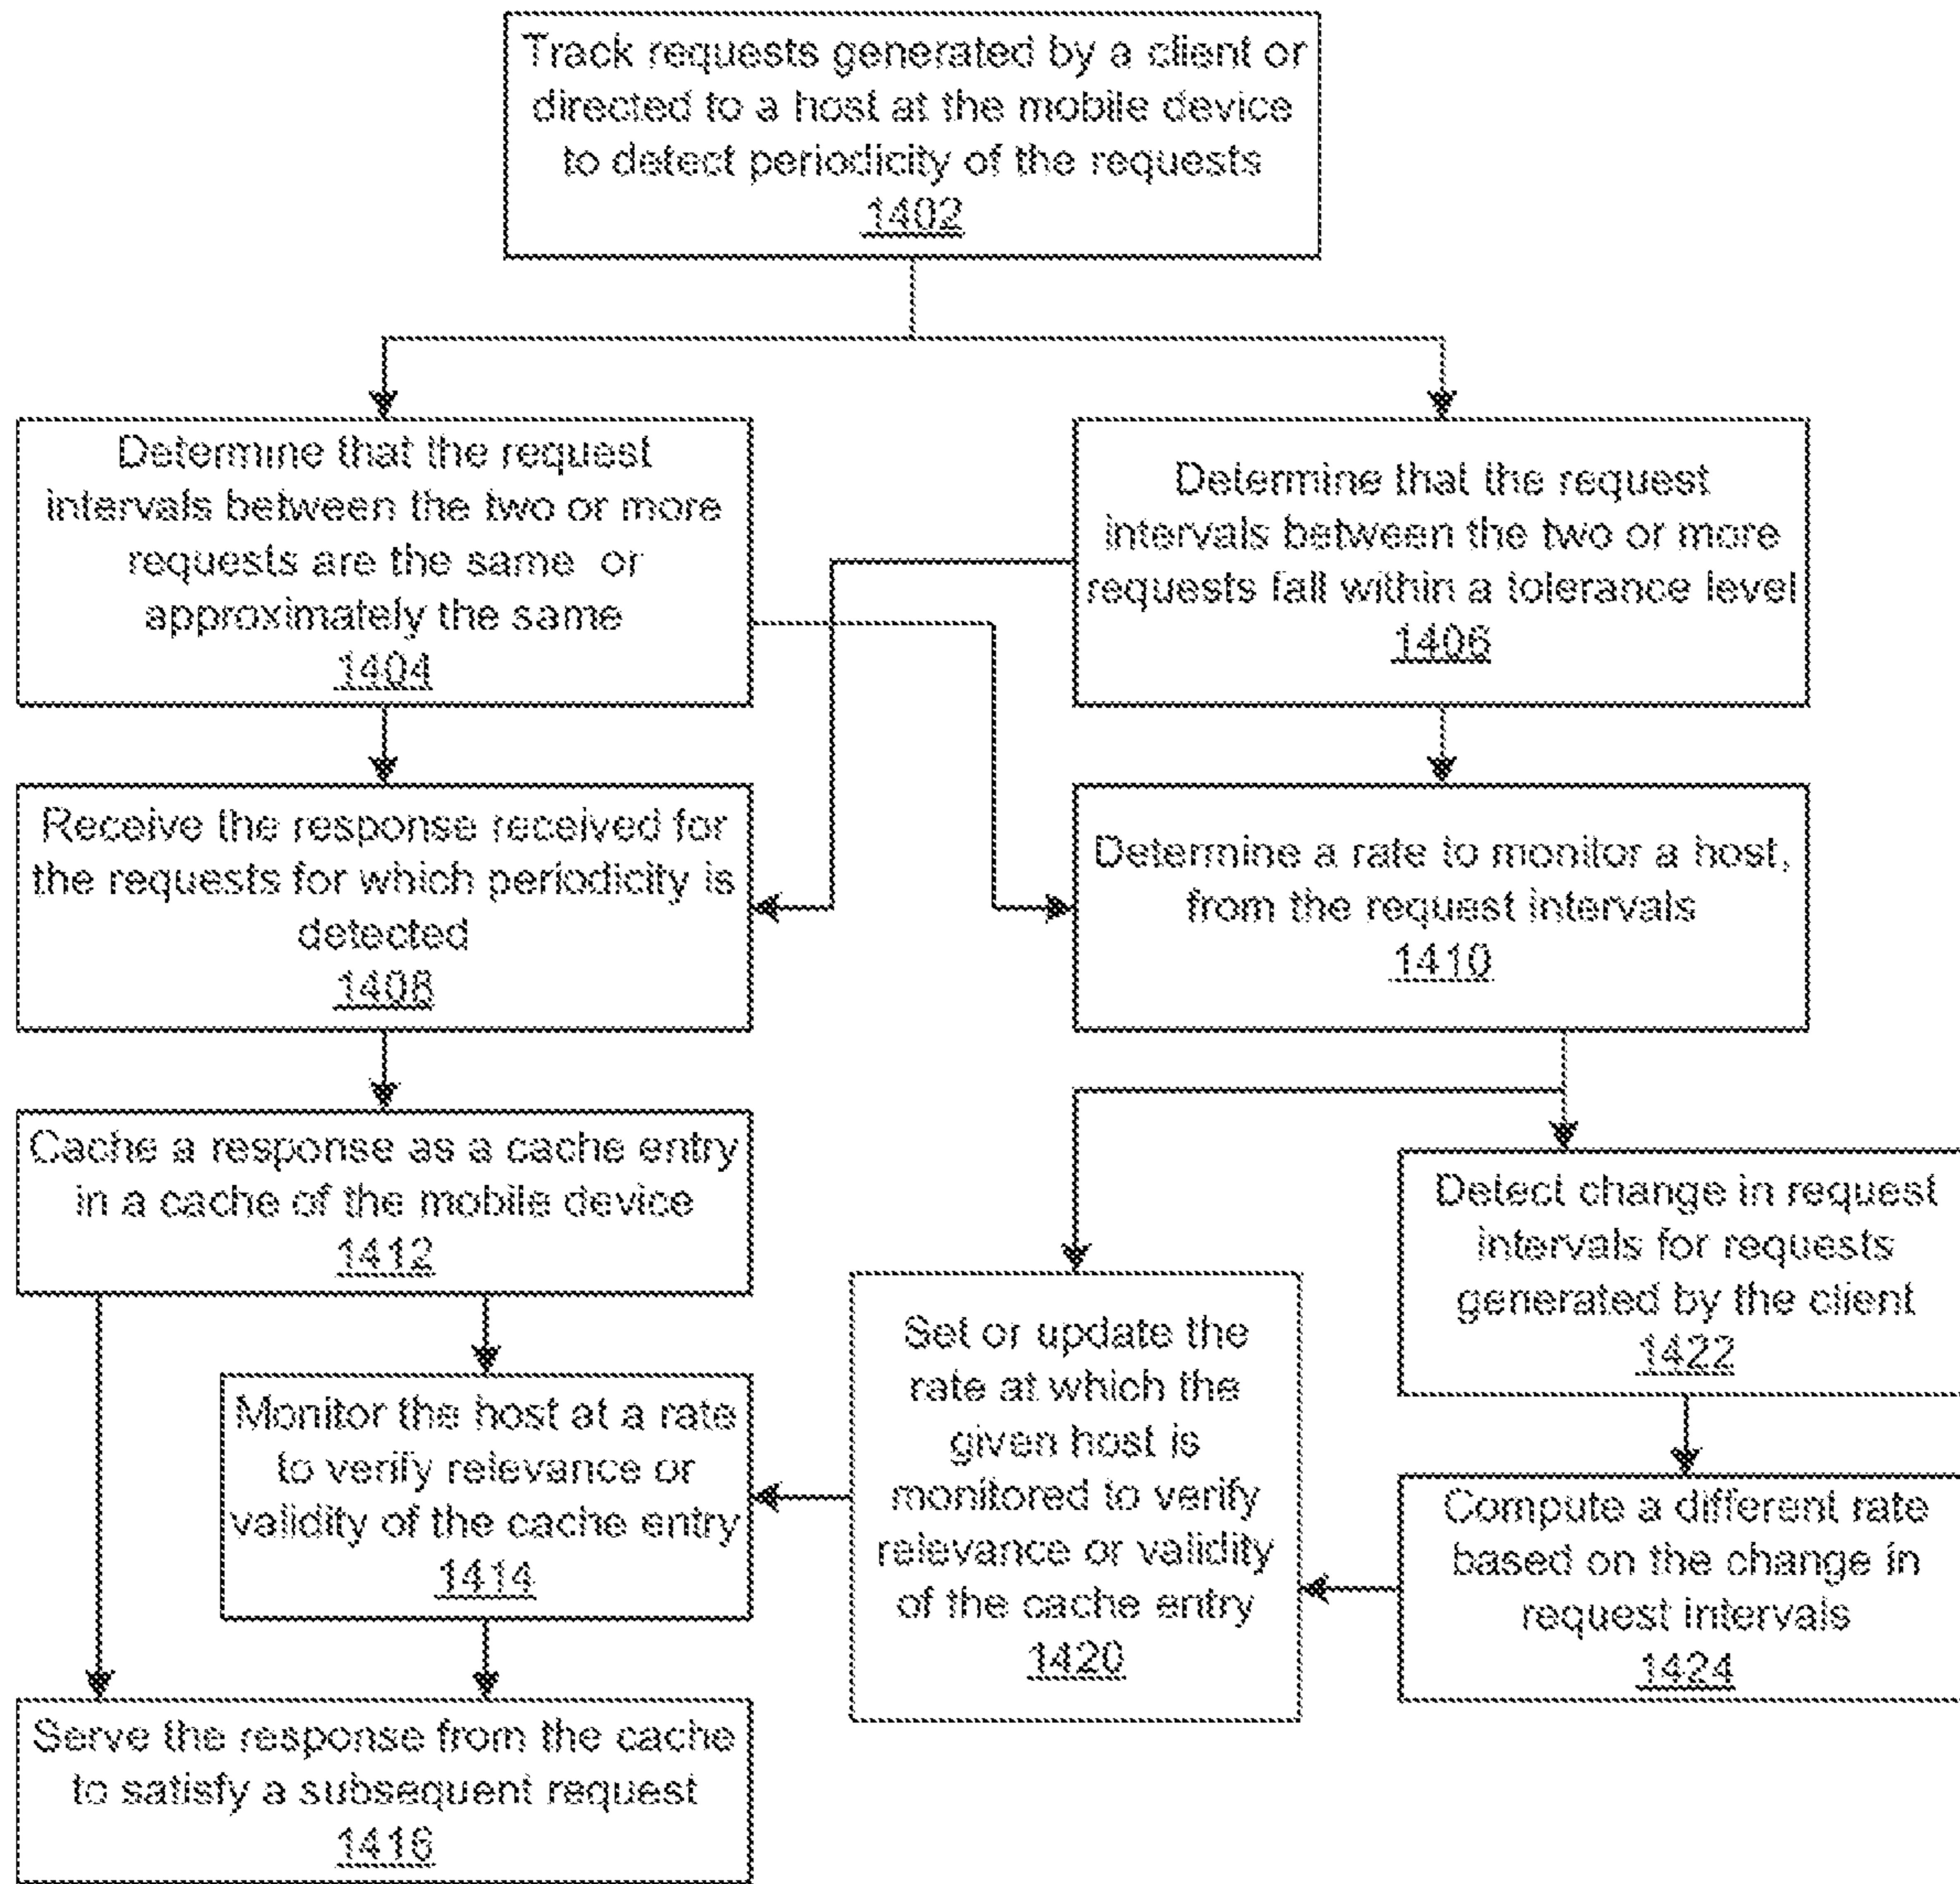 Track requests generated by a client or
directed to a host at the mobile device
to detect periodicity of the requests
1402
Determine that the request
intervals between the two or more
requests are the same or
approximately the same
1404
Determine that the request
intervals between the two or more
requests fall within a tolerance level
1406
Receive the response received for
the requests for which periodicity is
detected
1408
Determine a rate to monitor a host,
from the request intervals
1410
Cache a response as a cache entry
in a cache of the mobile device
1412
Detect change in request
intervals for requests
generated by the client
1422
Set or update the
rate at which the
given host is
monitored to verify
relevance or validity
of the cache entry
1420
Monitor the host at a rate
to verify relevance or
validity of the cache entry
1414
Compute a different rate
based on the change in
request intervals
1424
Serve the response from the cache
to satisfy a subsequent request
1416